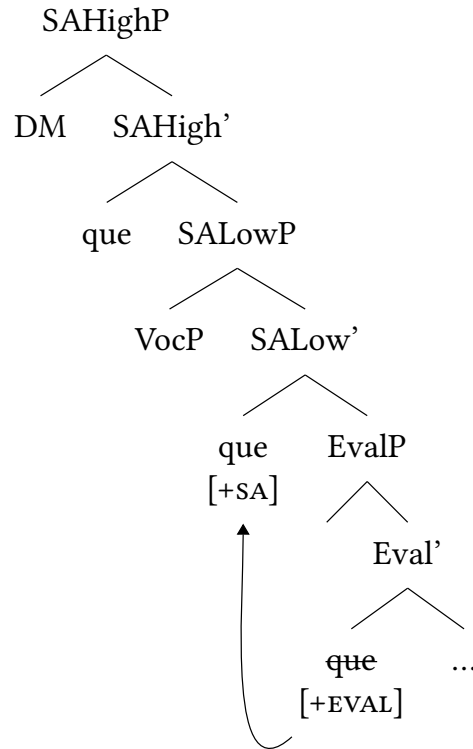 SAHighP
DM SAHigh’
que SALowP
VocP SALow’
que EvalP
[+SA]
Eval’
que ...
[+EVAL]